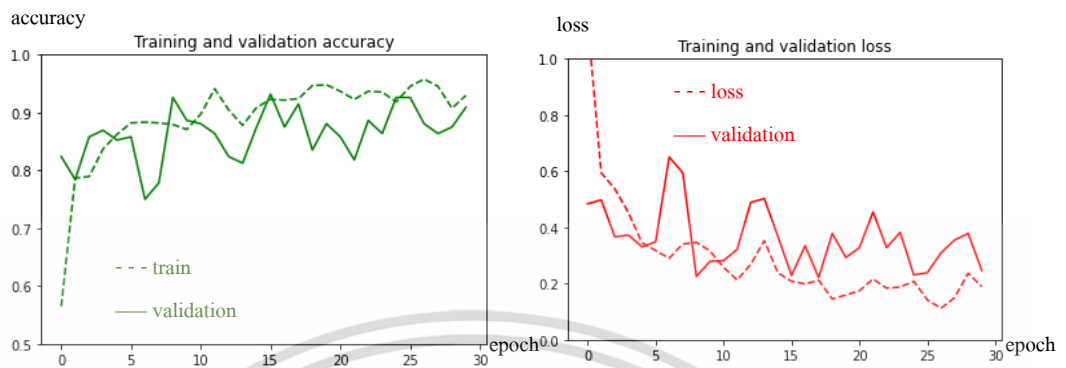 accuracy
Training and validation accuracy
1.0
0.9
0.8
0.7
0.6
0.5
train
validation
0 5 10 15 20 25 30
epoch
loss
Training and validation loss
1.0
0.8
0.6
0.4
0.2
0.0
loss
validation
0 5 10 15 20 25 30
epoch